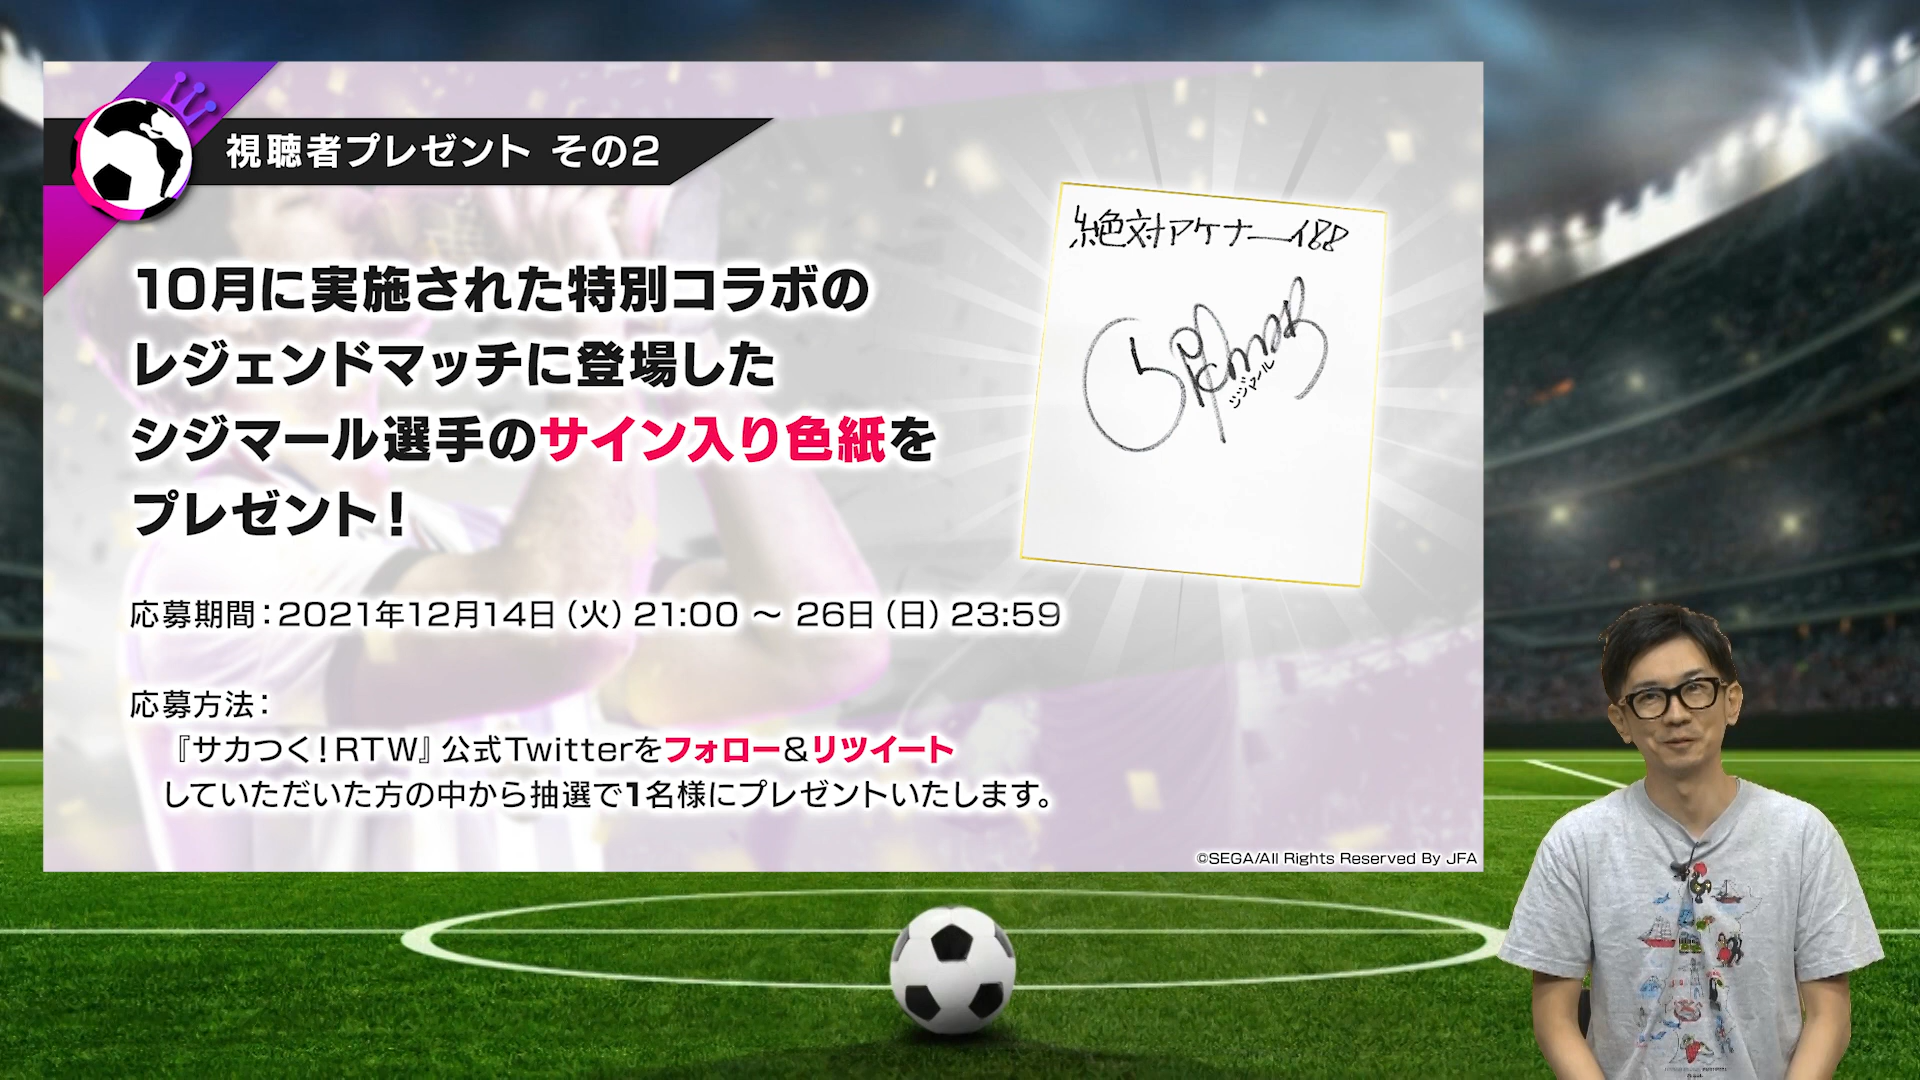 視聴者プレゼント その2
10月に実施された特別コラボの
レジェンドマッチに登場した
シジマール選手のサイン入り色紙を
プレゼント！
絶対アケナーイ88
シジマール
応募期間：2021年12月14日（火）21:00 ～ 26日（日）23:59
応募方法：
『サカつく！RTW』公式Twitterをフォロー&リツイート
していただいた方の中から抽選で1名様にプレゼントいたします。
©SEGA/All Rights Reserved By JFA